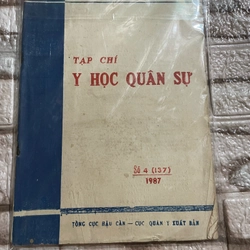 TẠP CHÍ
Y HỌC QUÂN SỰ
Số 4 (137)
1987
TỔNG CỤC HẬU CẦN — CỤC QUÂN Y XUẤT BẢN